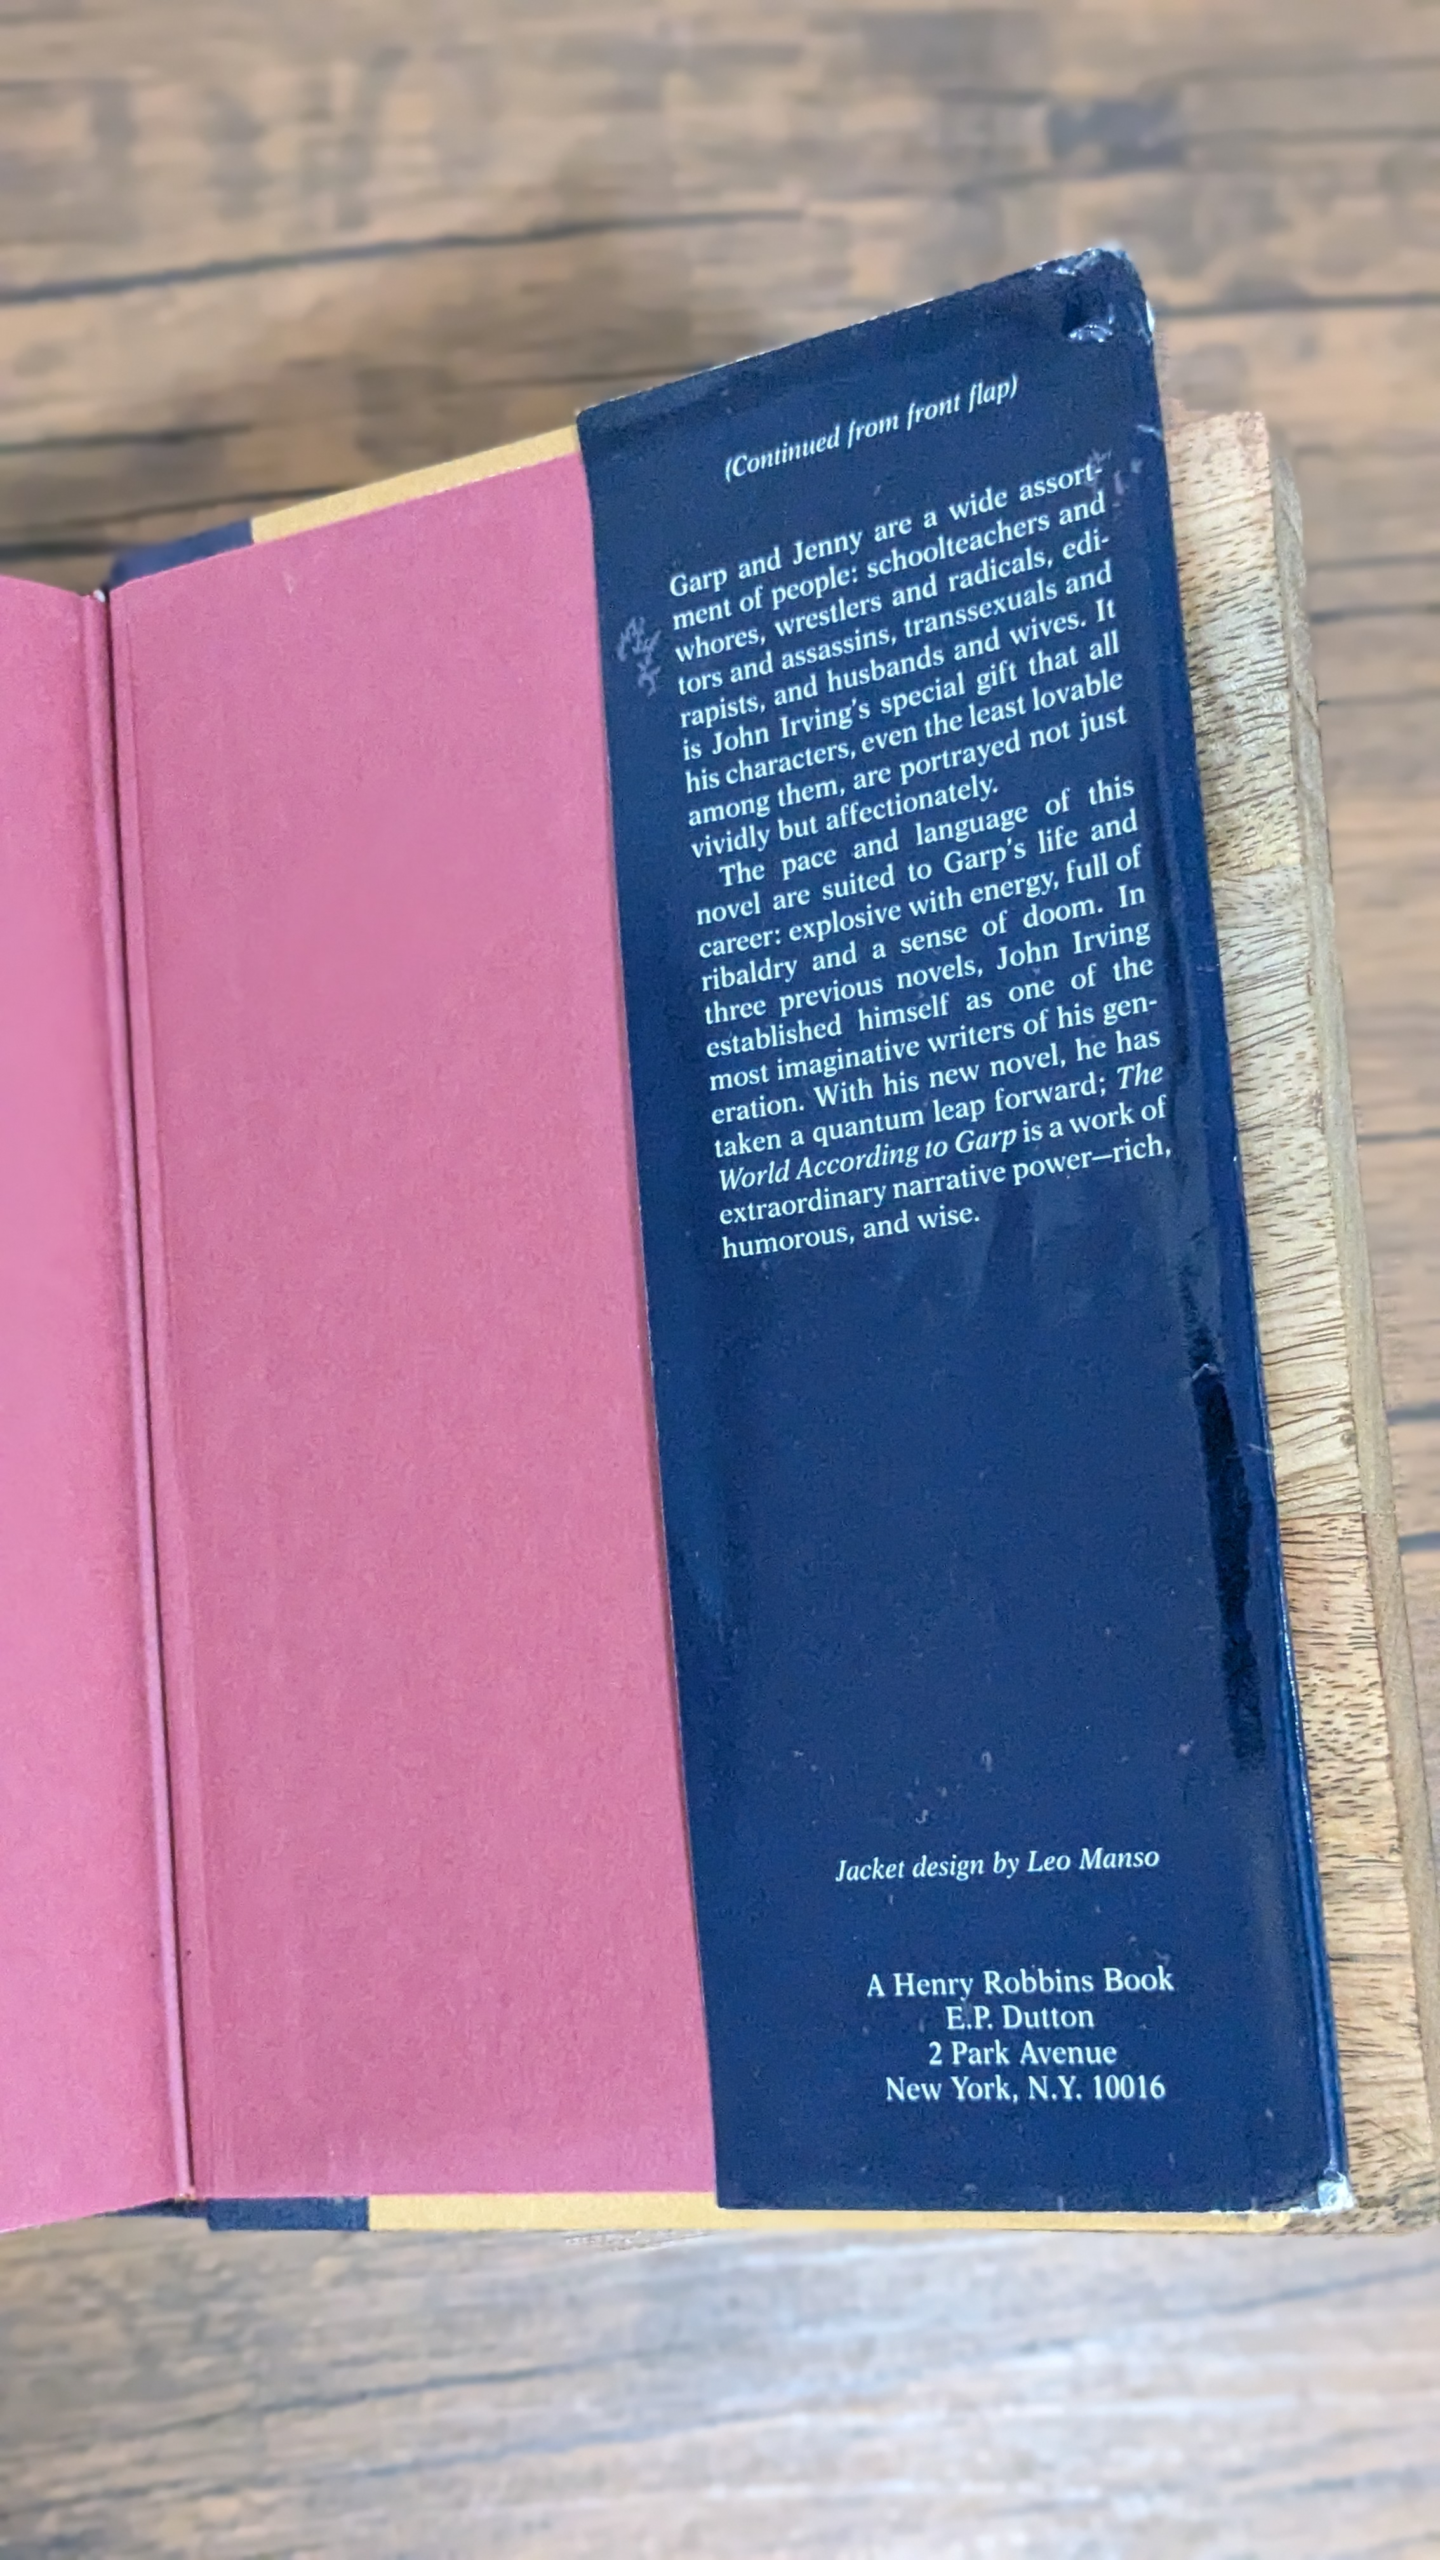 (Continued from front flap)
Garp and Jenny are a wide assort-
ment of people: schoolteachers and
whores, wrestlers and radicals, edi-
tors and assassins, transsexuals and
rapists, and husbands and wives. It
is John Irving's special gift that all
his characters, even the least lovable
among them, are portrayed not just
vividly but affectionately.
The pace and language of this
novel are suited to Garp's life and
career: explosive with energy, full of
ribaldry and a sense of doom. In
three previous novels, John Irving
established himself as one of the
most imaginative writers of his gen-
eration. With his new novel, he has
taken a quantum leap forward; The
World According to Garp is a work of
extraordinary narrative power—rich,
humorous, and wise.
Jacket design by Leo Manso
A Henry Robbins Book
E.P. Dutton
2 Park Avenue
New York, N.Y. 10016